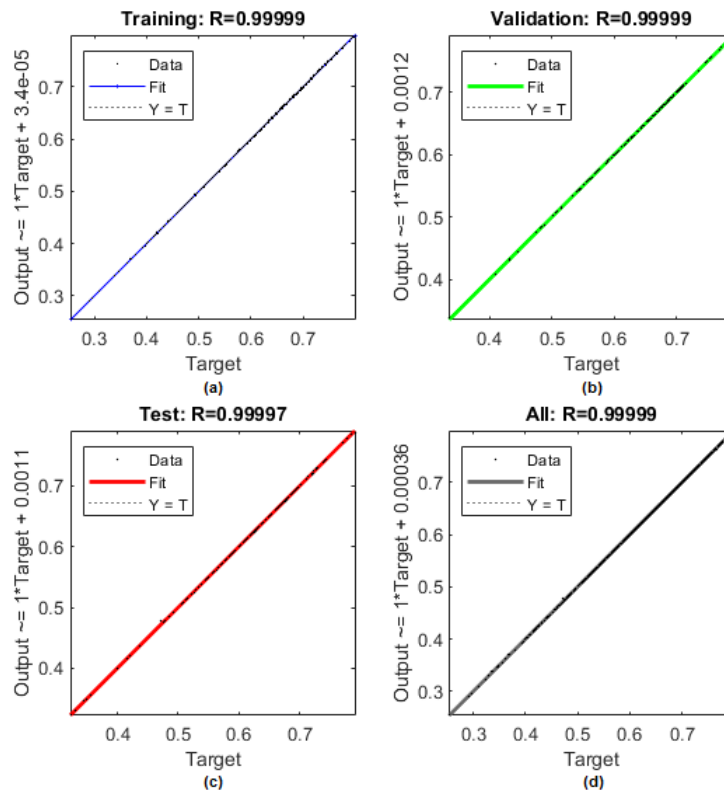 Training: R=0.99999
Output ~= 1*Target + 3.4e-05
Data
Fit
Y = T
0.7
0.6
0.5
0.4
0.3
0.3 0.4 0.5 0.6 0.7
Target
(a)
Validation: R=0.99999
Output ~= 1*Target + 0.0012
Data
Fit
Y = T
0.7
0.6
0.5
0.4
0.4 0.5 0.6 0.7
Target
(b)
Test: R=0.99997
Output ~= 1*Target + 0.0011
Data
Fit
Y = T
0.7
0.6
0.5
0.4
0.4 0.5 0.6 0.7
Target
(c)
All: R=0.99999
Output ~= 1*Target + 0.00036
Data
Fit
Y = T
0.7
0.6
0.5
0.4
0.3
0.3 0.4 0.5 0.6 0.7
Target
(d)